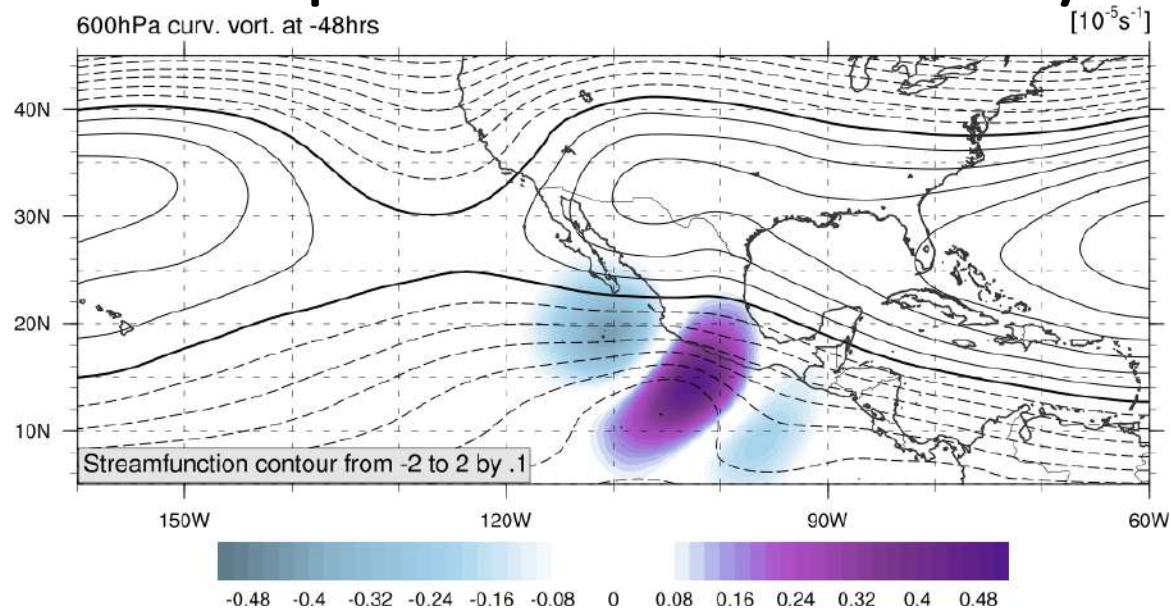 600hPa curv. vort. at -48hrs
[10-5s-1]
40N
30N
20N
10N
Streamfunction contour from -2 to 2 by .1
150W 120W 90W 60W
-0.48 -0.4 -0.32 -0.24 -0.16 -0.08 0 0.08 0.16 0.24 0.32 0.4 0.48